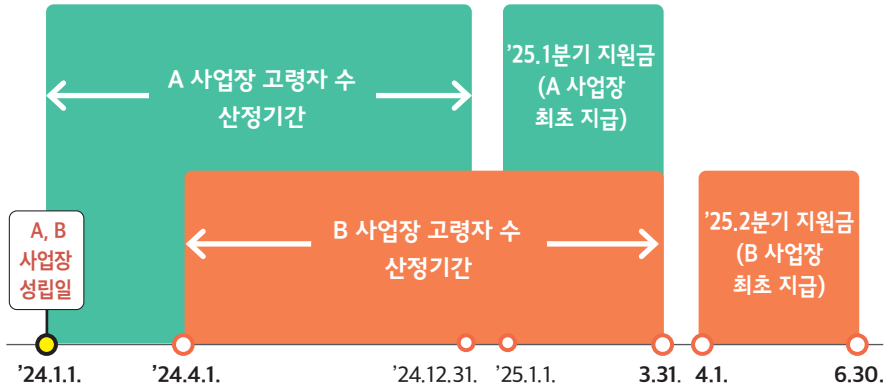 A 사업장 고령자 수
산정기간
’25.1분기 지원금
(A 사업장
최초 지급)
B 사업장 고령자 수
산정기간
’25.2분기 지원금
(B 사업장
최초 지급)
A, B
사업장
성립일
’24.1.1.
’24.4.1.
’24.12.31.
’25.1.1.
3.31.
4.1.
6.30.